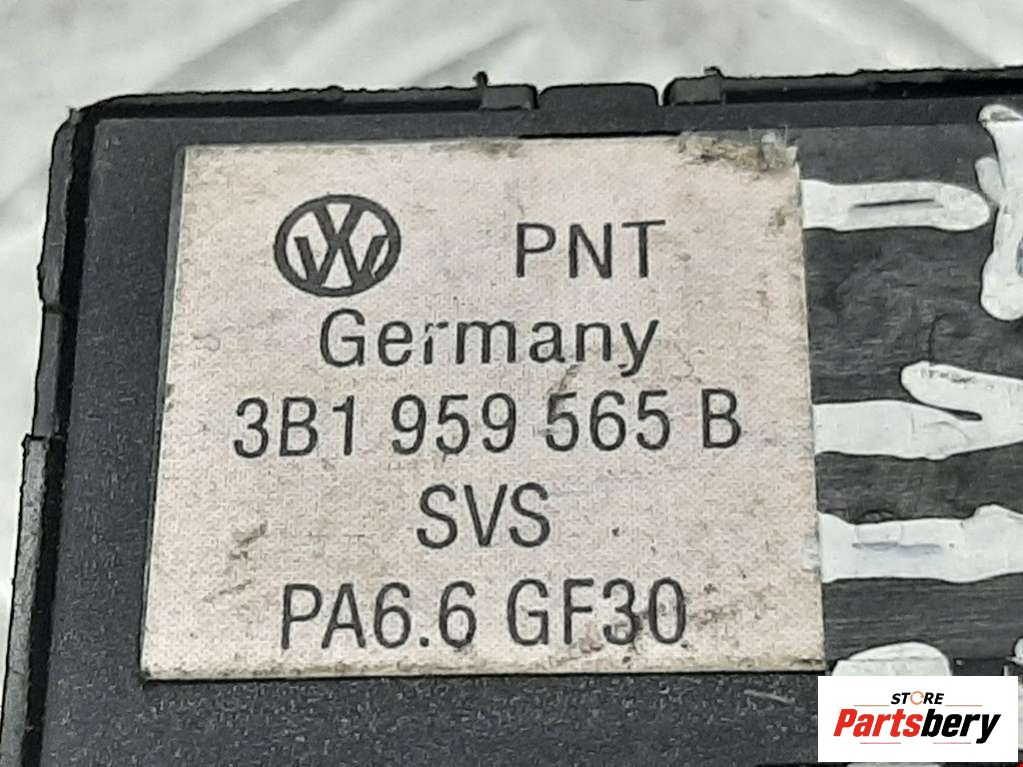 PNT
Germany
3B1 959 565 B
SVS
PA6.6 GF30
STORE
Partsbery